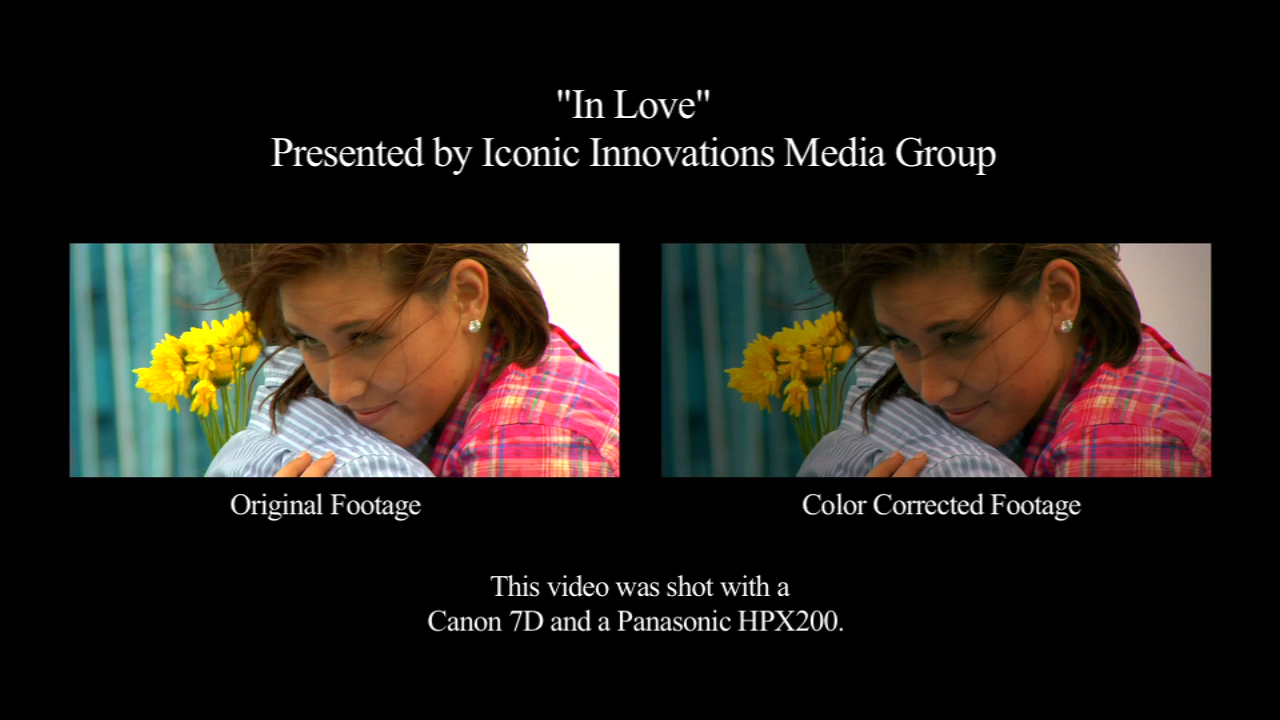 "In Love"
Presented by Iconic Innovations Media Group
Original Footage
Color Corrected Footage
This video was shot with a
Canon 7D and a Panasonic HPX200.